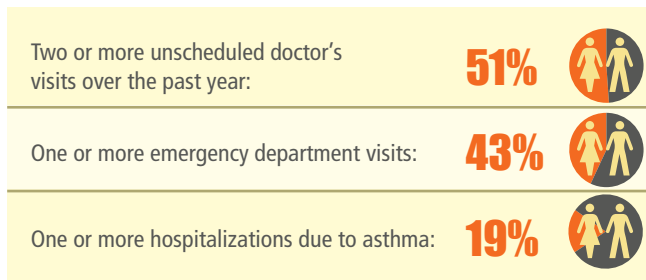 Two or more unscheduled doctor’s
visits over the past year:
51%
One or more emergency department visits:
43%
One or more hospitalizations due to asthma:
19%